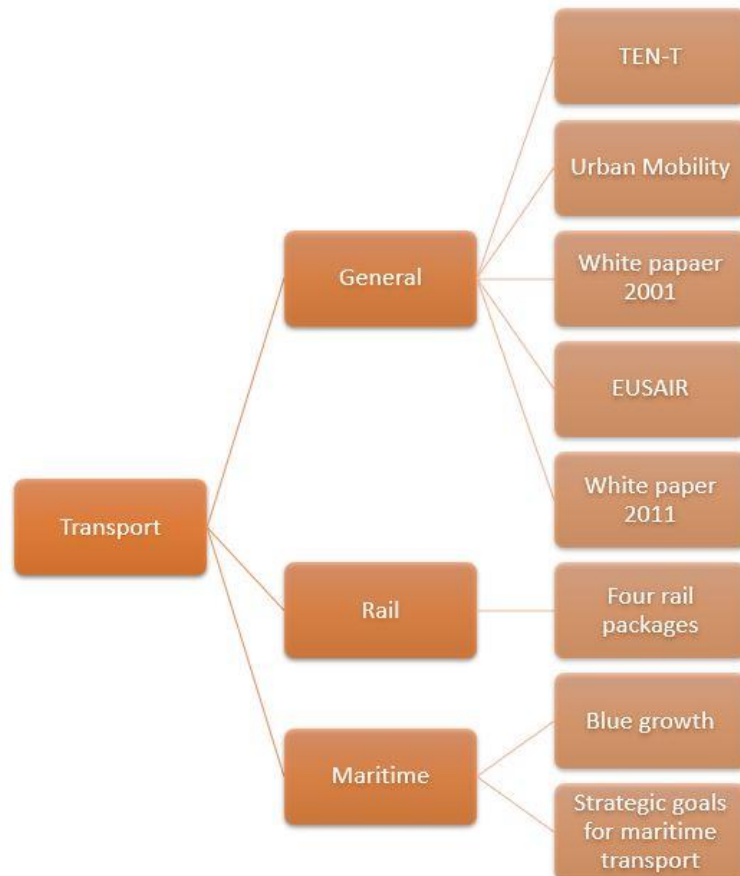 TEN-T
Urban Mobility
White papaer
2001
General
EUSAIR
White paper
2011
Transport
Rail
Four rail
packages
Blue growth
Maritime
Strategic goals
for maritime
transport